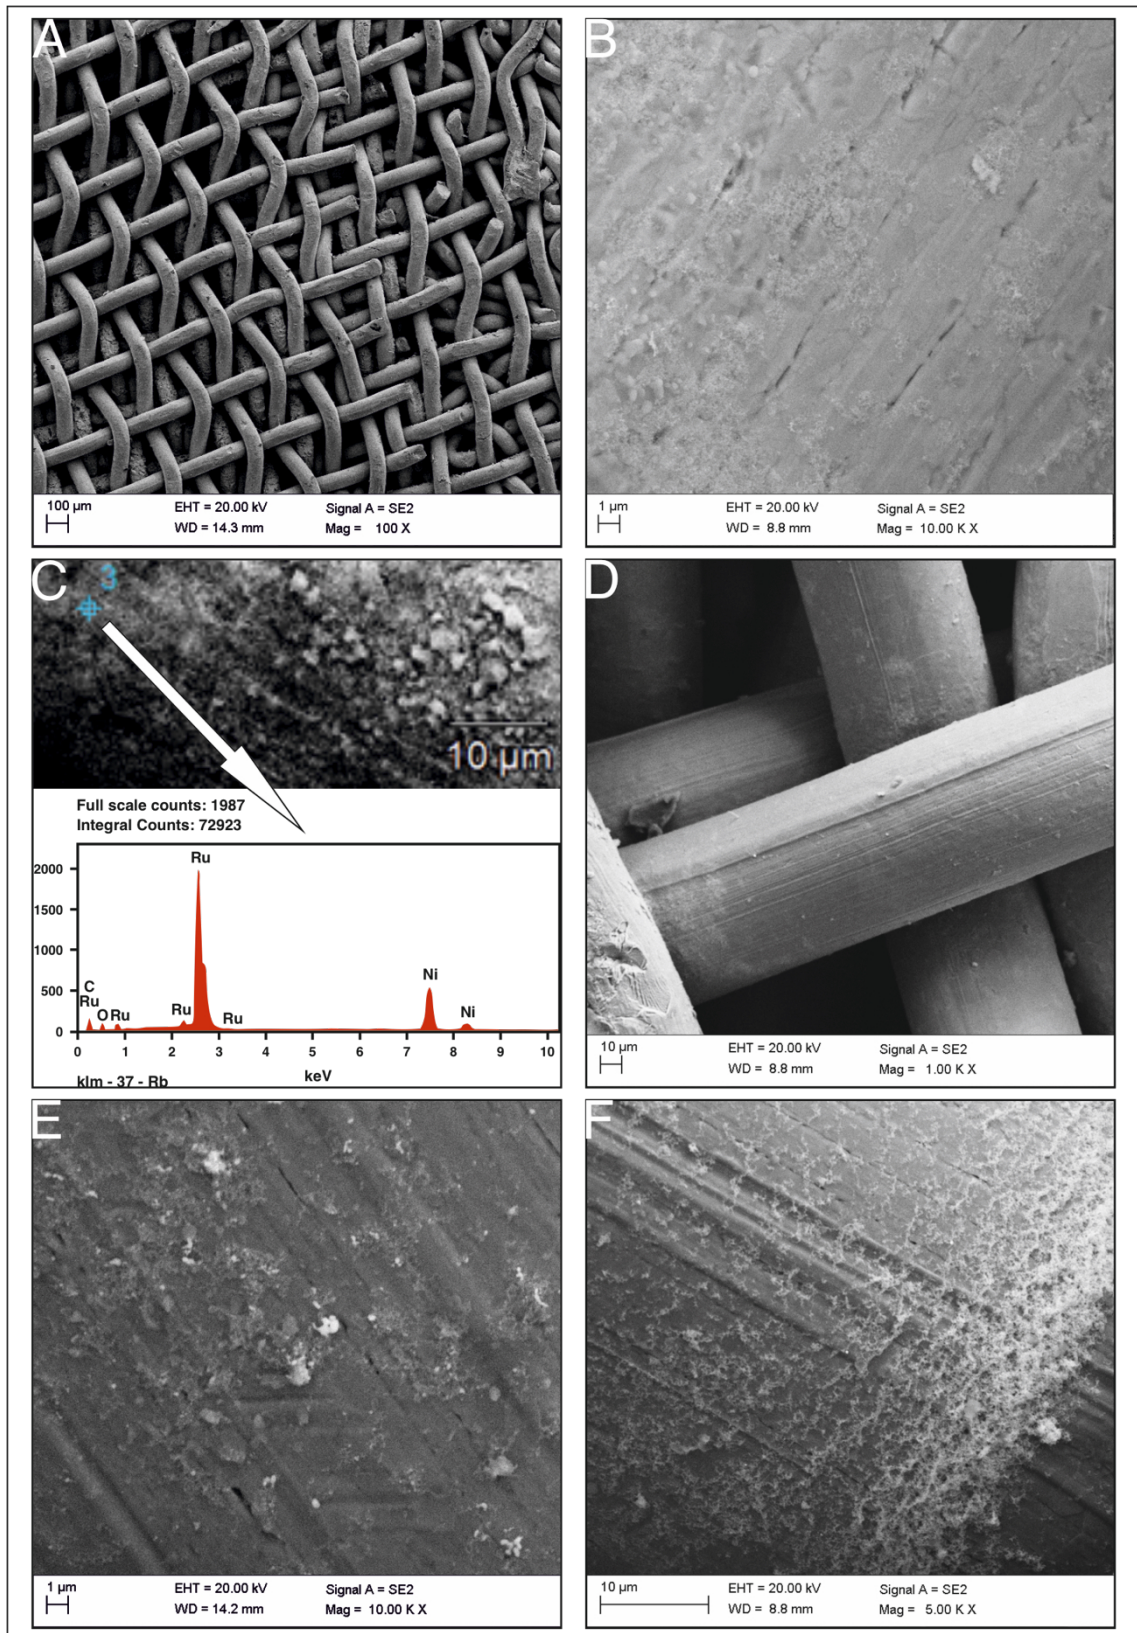 A
100 µm EHT = 20.00 kV Signal A = SE2
WD = 14.3 mm Mag = 100 X
B
1 µm EHT = 20.00 kV Signal A = SE2
WD = 8.8 mm Mag = 10.00 K X
C
3
10 µm
Full scale counts: 1987
Integral Counts: 72923
2000
1500
1000
500
0
Ru
C
Ru
O Ru
Ru
Ru
Ni
Ni
0 1 2 3 4 5 6 7 8 9 10
keV
klm - 37 - Rb
D
10 µm EHT = 20.00 kV Signal A = SE2
WD = 8.8 mm Mag = 1.00 K X
E
1 µm EHT = 20.00 kV Signal A = SE2
WD = 14.2 mm Mag = 10.00 K X
F
10 µm EHT = 20.00 kV Signal A = SE2
WD = 8.8 mm Mag = 5.00 K X